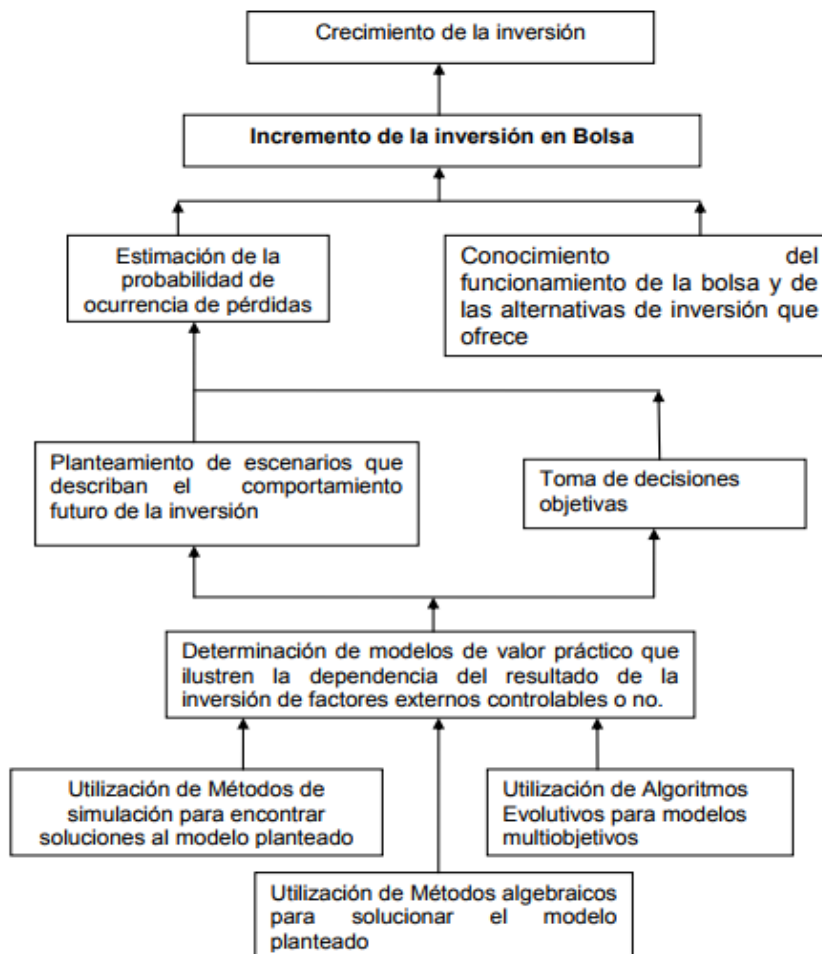 Crecimiento de la inversión
Incremento de la inversión en Bolsa
Estimación de la
probabilidad de
ocurrencia de pérdidas
Conocimiento del
funcionamiento de la bolsa y de
las alternativas de inversión que
ofrece
Planteamiento de escenarios que
describan el comportamiento
futuro de la inversión
Toma de decisiones
objetivas
Determinación de modelos de valor práctico que
ilustren la dependencia del resultado de la
inversión de factores externos controlables o no.
Utilización de Métodos de
simulación para encontrar
soluciones al modelo planteado
Utilización de Algoritmos
Evolutivos para modelos
multiobjetivos
Utilización de Métodos algebraicos
para solucionar el modelo
planteado